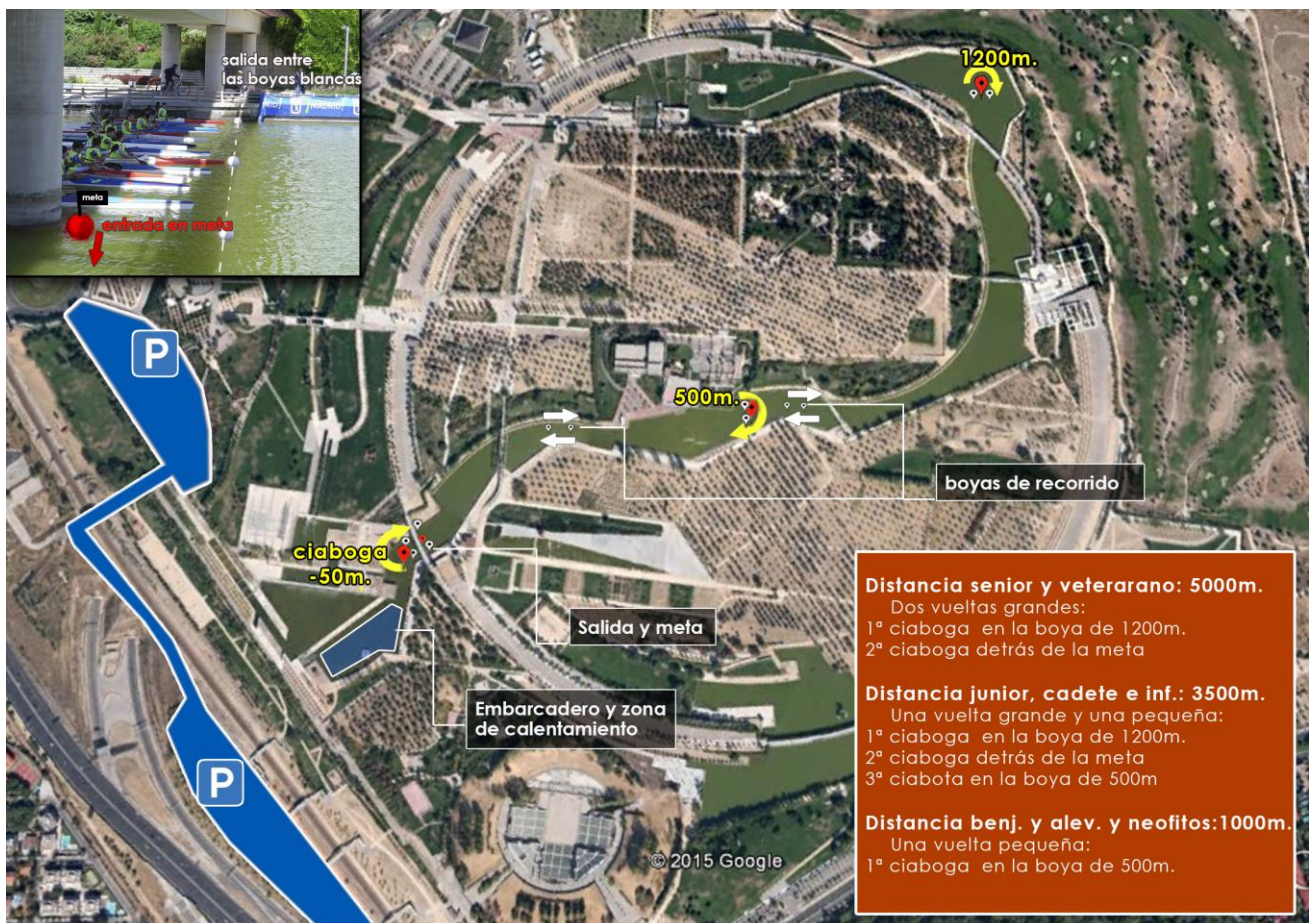 salida entre
las boyas blancas
MADRID
meta
entrada en meta
1200m.
P
500m.
boyas de recorrido
ciaboga
-50m.
Salida y meta
Embarcadero y zona
de calentamiento
P
© 2015 Google
Distancia senior y veterarano: 5000m.
Dos vueltas grandes:
1ª ciaboga en la boya de 1200m.
2ª ciaboga detrás de la meta
Distancia junior, cadete e inf.: 3500m.
Una vuelta grande y una pequeña:
1ª ciaboga en la boya de 1200m.
2ª ciaboga detrás de la meta
3ª ciabota en la boya de 500m
Distancia benj. y alev. y neofitos:1000m.
Una vuelta pequeña:
1ª ciaboga en la boya de 500m.